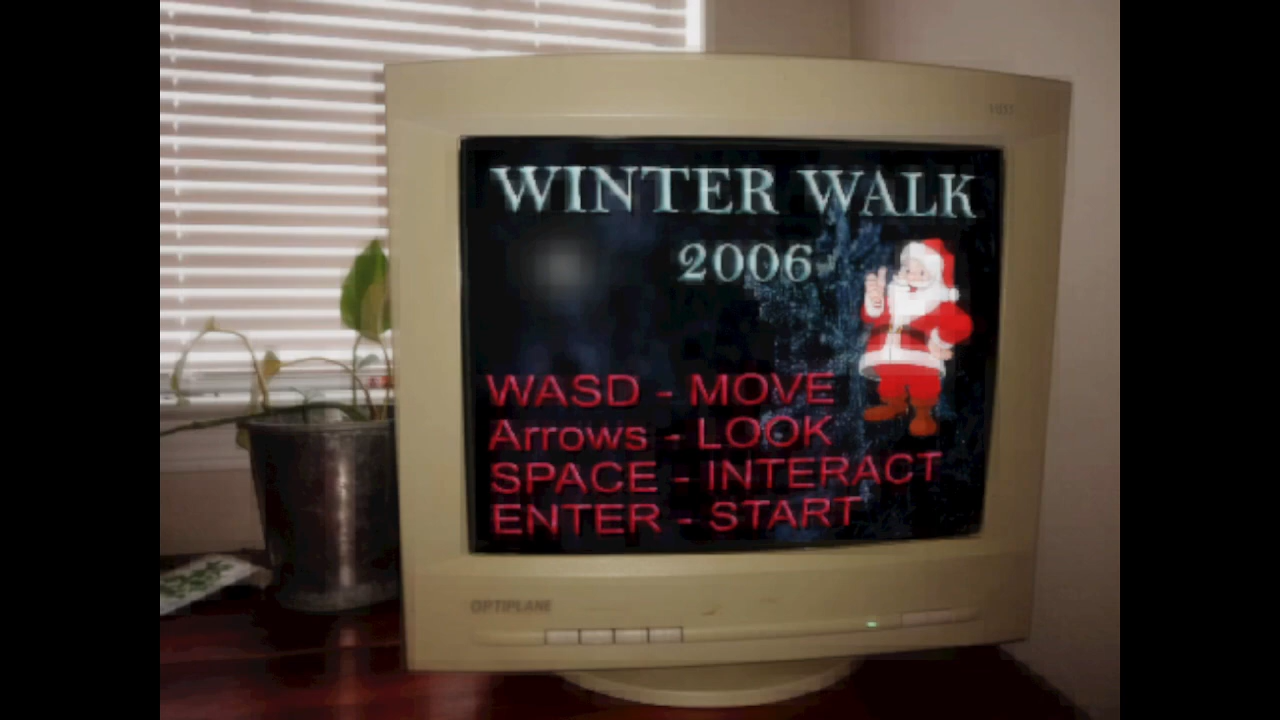 WINTER WALK
2006
WASD - MOVE
Arrows - LOOK
SPACE - INTERACT
ENTER - START
OPTIPLANE